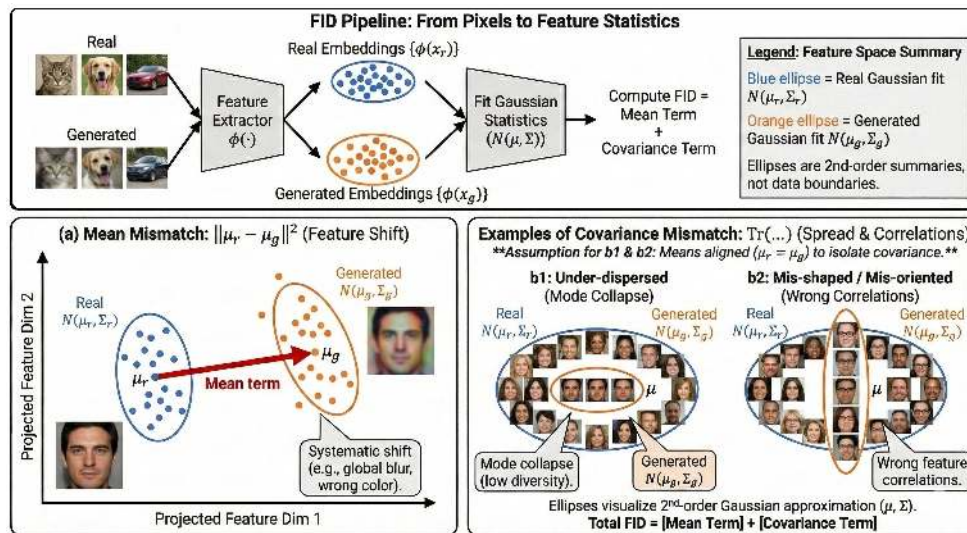 FID Pipeline: From Pixels to Feature Statistics
Real
Generated
Feature
Extractor
ϕ(·)
Real Embeddings {ϕ(x_r)}
Generated Embeddings {ϕ(x_g)}
Fit Gaussian
Statistics
(N(μ, Σ))
Compute FID =
Mean Term
+
Covariance Term
Legend: Feature Space Summary
Blue ellipse = Real Gaussian fit
N(μ_r, Σ_r)
Orange ellipse = Generated
Gaussian fit N(μ_g, Σ_g)
Ellipses are 2nd-order summaries,
not data boundaries.
(a) Mean Mismatch: ||μ_r − μ_g||² (Feature Shift)
Projected Feature Dim 2
Real
N(μ_r, Σ_r)
Generated
N(μ_g, Σ_g)
μ_r
μ_g
Mean term
Systematic shift
(e.g., global blur,
wrong color).
Projected Feature Dim 1
Examples of Covariance Mismatch: Tr(...) (Spread & Correlations)
**Assumption for b1 & b2: Means aligned (μ_r = μ_g) to isolate covariance.**
b1: Under-dispersed
(Mode Collapse)
Real
N(μ_r, Σ_r)
Generated
N(μ_g, Σ_g)
μ
Mode collapse
(low diversity).
Generated
N(μ_g, Σ_g)
b2: Mis-shaped / Mis-oriented
(Wrong Correlations)
Real
N(μ_r, Σ_r)
Generated
N(μ_g, Σ_g)
μ
Wrong feature
correlations.
Ellipses visualize 2nd-order Gaussian approximation (μ, Σ).
Total FID = [Mean Term] + [Covariance Term]